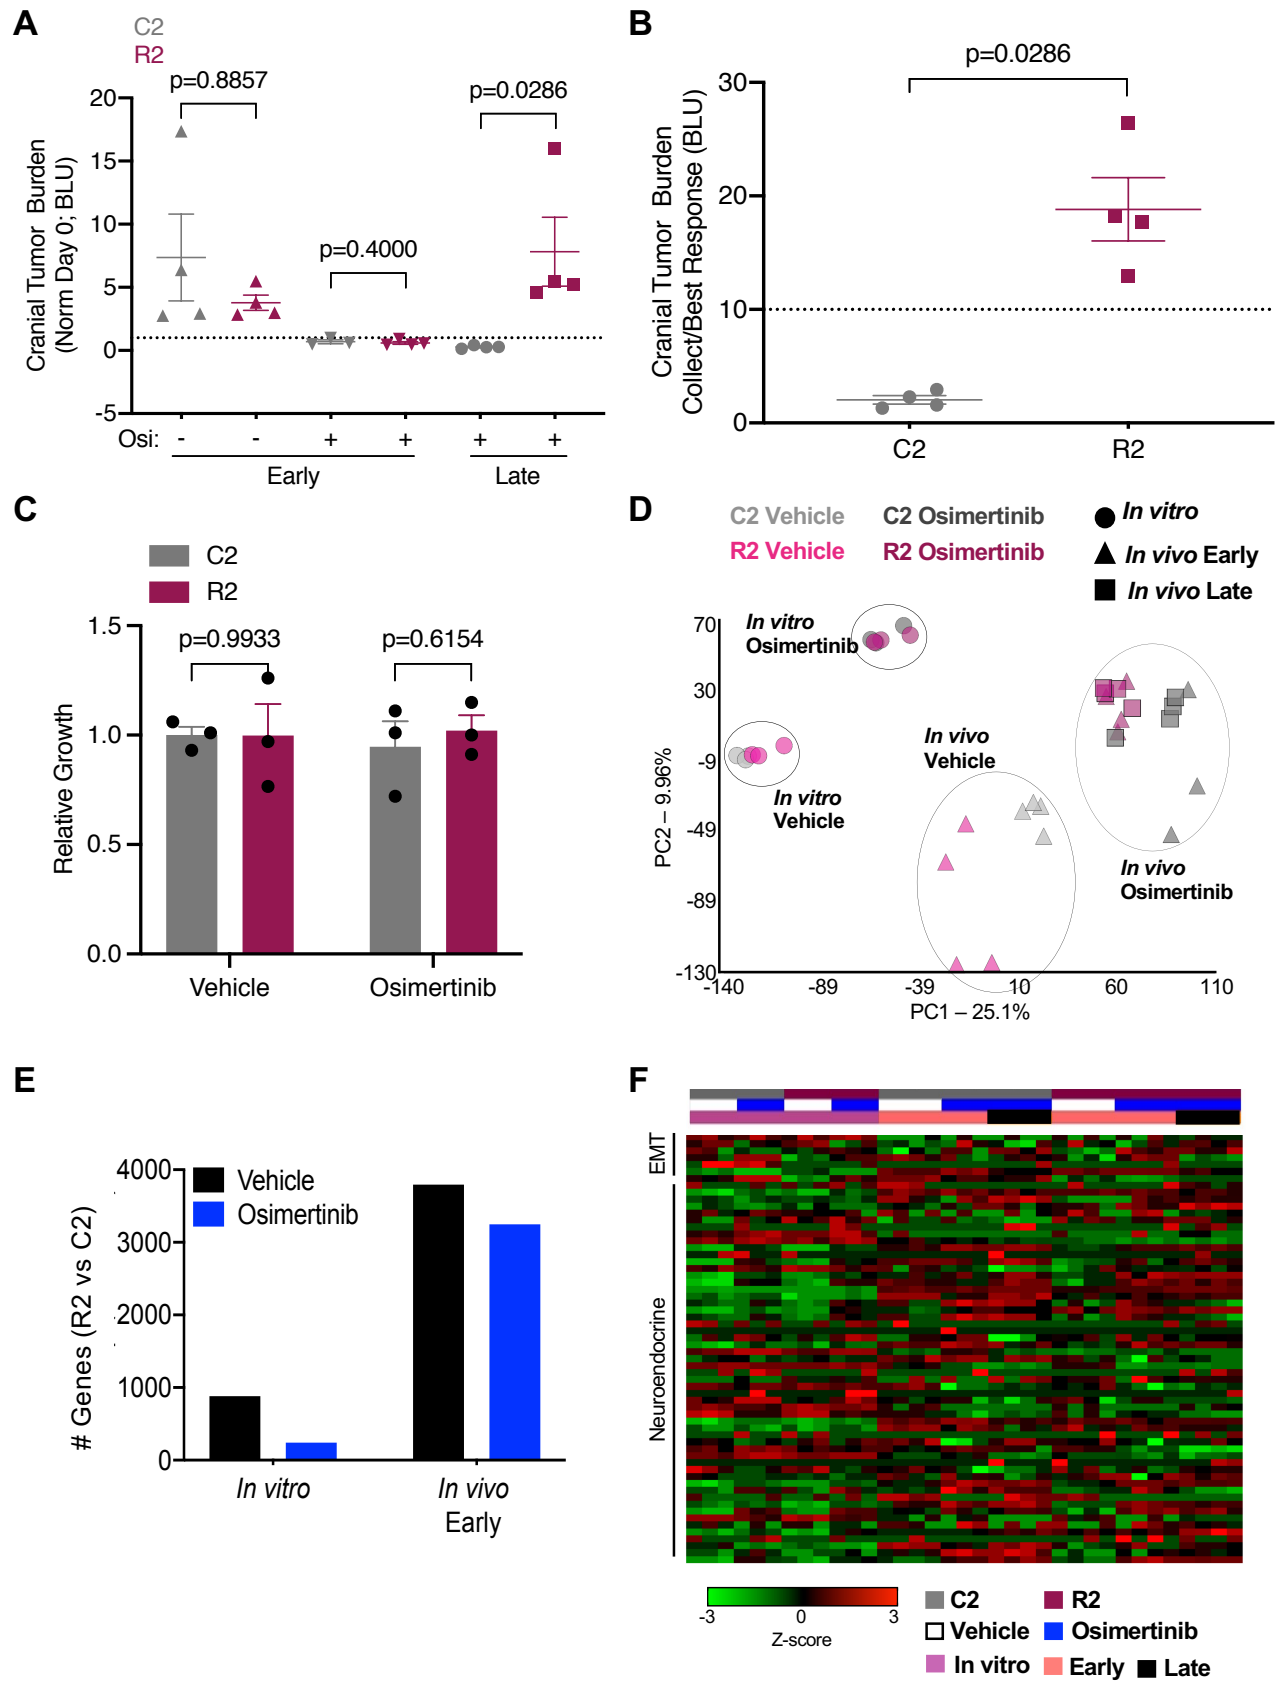 A
C2
R2
p=0.8857
p=0.4000
p=0.0286
Cranial Tumor Burden
(Norm Day 0; BLU)
20
15
10
5
0
-5
Osi: - - + + + +
Early
Late
B
p=0.0286
Cranial Tumor Burden
Collect/Best Response (BLU)
30
20
10
0
C2
R2
C
C2
R2
p=0.9933
p=0.6154
Relative Growth
1.5
1.0
0.5
0.0
Vehicle
Osimertinib
D
C2 Vehicle
C2 Osimertinib
R2 Vehicle
R2 Osimertinib
In vitro
In vivo Early
In vivo Late
In vitro
Osimertinib
In vitro
Vehicle
In vivo
Vehicle
In vivo
Osimertinib
PC2 – 9.96%
70
30
-9
-49
-89
-130
-140 -89 -39 10 60 110
PC1 – 25.1%
E
Vehicle
Osimertinib
# Genes (R2 vs C2)
4000
3000
2000
1000
0
In vitro
In vivo
Early
F
EMT
Neuroendocrine
-3 0 3
Z-score
C2
R2
Vehicle
Osimertinib
In vitro
Early
Late